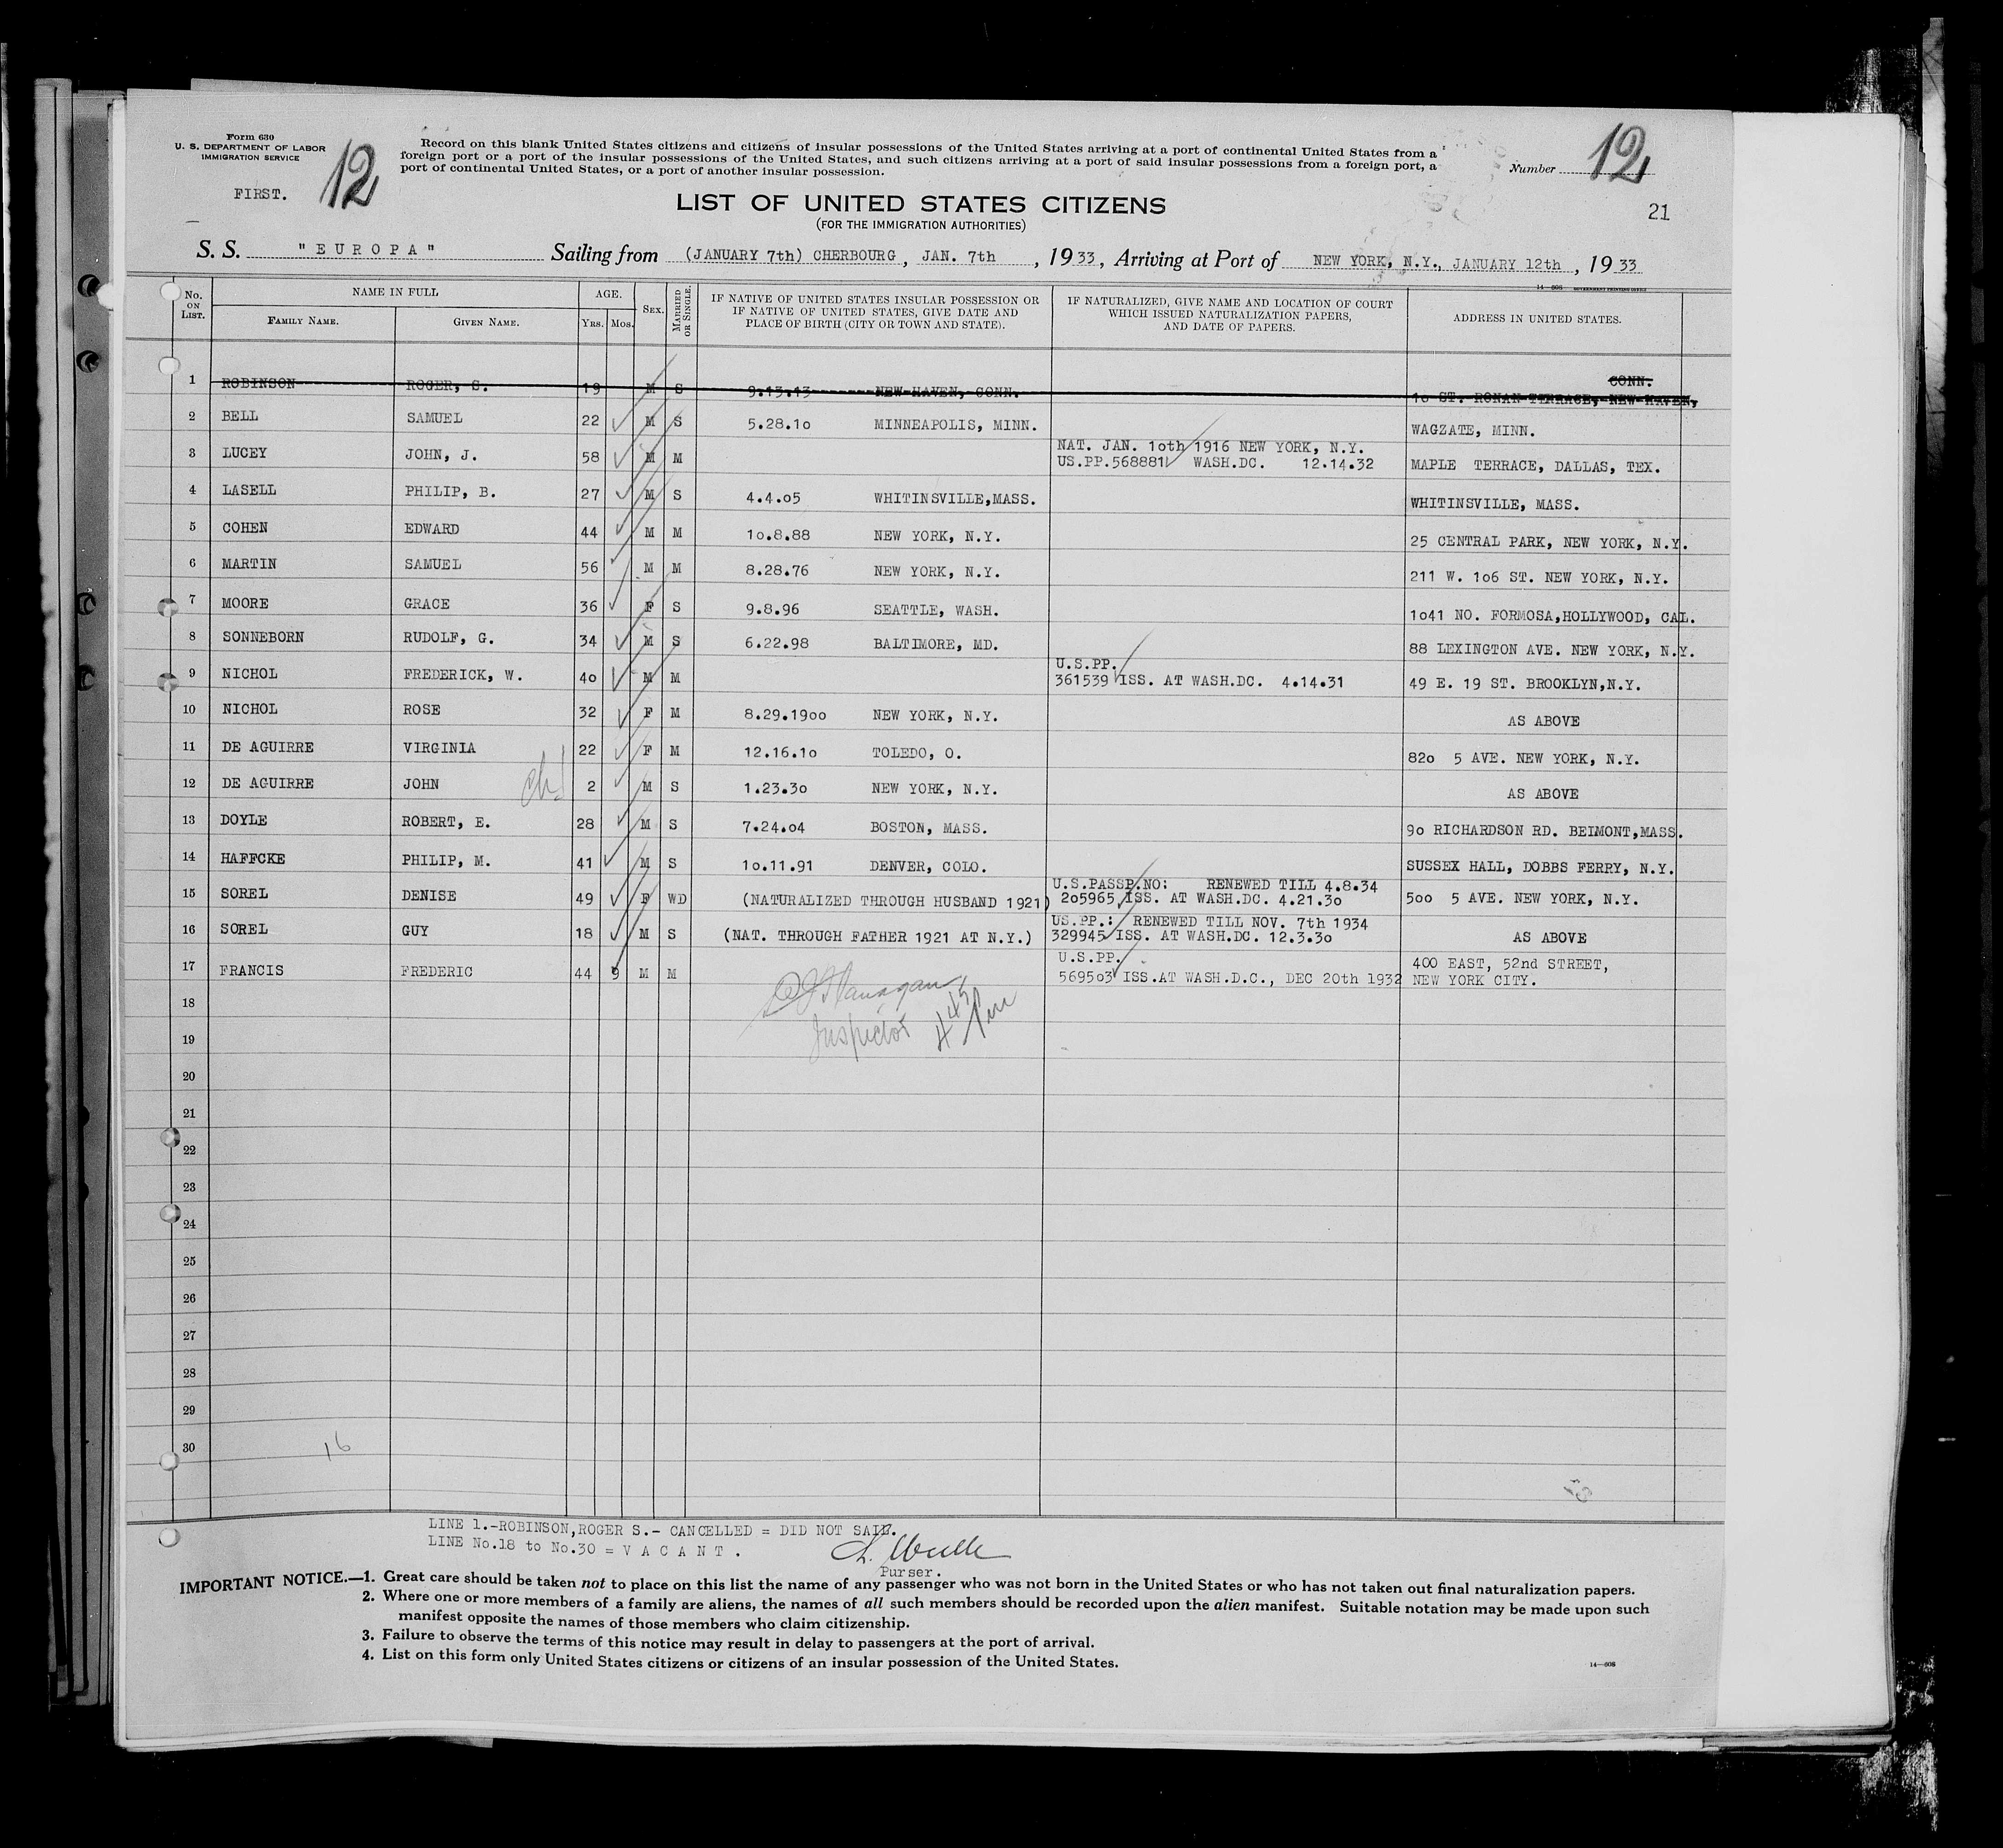 Form 630
U. S. DEPARTMENT OF LABOR
IMMIGRATION SERVICE
FIRST.
12
Record on this blank United States citizens and citizens of insular possessions of the United States arriving at a port of continental United States from a
foreign port or a port of the insular possessions of the United States, and such citizens arriving at a port of said insular possessions from a foreign port, a
port of continental United States, or a port of another insular possession.
Number 12
LIST OF UNITED STATES CITIZENS
(FOR THE IMMIGRATION AUTHORITIES)
21
S. S. "EUROPA" Sailing from (JANUARY 7th) CHERBOURG, JAN. 7th, 1933, Arriving at Port of NEW YORK, N.Y., JANUARY 12th, 1933
14—608 GOVERNMENT PRINTING OFFICE
No. ON LIST. NAME IN FULL FAMILY NAME. GIVEN NAME. AGE. YRS. MOS. SEX. MARRIED OR SINGLE. IF NATIVE OF UNITED STATES INSULAR POSSESSION OR IF NATIVE OF UNITED STATES, GIVE DATE AND PLACE OF BIRTH (CITY OR TOWN AND STATE). IF NATURALIZED, GIVE NAME AND LOCATION OF COURT WHICH ISSUED NATURALIZATION PAPERS, AND DATE OF PAPERS. ADDRESS IN UNITED STATES.
1 ROBINSON ROGER, S. 19 M S 9.13.13 NEW HAVEN, CONN. 10 ST. RONAN TERRACE, NEW HAVEN, CONN.
2 BELL SAMUEL 22 M S 5.28.10 MINNEAPOLIS, MINN. WAGZATE, MINN.
3 LUCEY JOHN, J. 58 M M NAT. JAN. 10th 1916 NEW YORK, N.Y. US.PP.568881 WASH.DC. 12.14.32 MAPLE TERRACE, DALLAS, TEX.
4 LASELL PHILIP, B. 27 M S 4.4.05 WHITINSVILLE,MASS. WHITINSVILLE, MASS.
5 COHEN EDWARD 44 M M 10.8.88 NEW YORK, N.Y. 25 CENTRAL PARK, NEW YORK, N.Y.
6 MARTIN SAMUEL 56 M M 8.28.76 NEW YORK, N.Y. 211 W. 106 ST. NEW YORK, N.Y.
7 MOORE GRACE 36 F S 9.8.96 SEATTLE, WASH. 1041 NO. FORMOSA,HOLLYWOOD, CAL.
8 SONNEBORN RUDOLF, G. 34 M S 6.22.98 BALTIMORE, MD. 88 LEXINGTON AVE. NEW YORK, N.Y.
9 NICHOL FREDERICK, W. 40 M M U.S.PP. 361539 ISS. AT WASH.DC. 4.14.31 49 E. 19 ST. BROOKLYN,N.Y.
10 NICHOL ROSE 32 F M 8.29.1900 NEW YORK, N.Y. AS ABOVE
11 DE AGUIRRE VIRGINIA 22 F M 12.16.10 TOLEDO, O. 820 5 AVE. NEW YORK, N.Y.
12 DE AGUIRRE JOHN ch 2 M S 1.23.30 NEW YORK, N.Y. AS ABOVE
13 DOYLE ROBERT, E. 28 M S 7.24.04 BOSTON, MASS. 90 RICHARDSON RD. BEIMONT,MASS.
14 HAFFCKE PHILIP, M. 41 M S 10.11.91 DENVER, COLO. SUSSEX HALL, DOBBS FERRY, N.Y.
15 SOREL DENISE 49 F WD (NATURALIZED THROUGH HUSBAND 1921) U.S.PASSP.NO: RENEWED TILL 4.8.34 205965 ISS. AT WASH.DC. 4.21.30 500 5 AVE. NEW YORK, N.Y.
16 SOREL GUY 18 M S (NAT. THROUGH FATHER 1921 AT N.Y.) US.PP.: RENEWED TILL NOV. 7th 1934 329945 ISS. AT WASH.DC. 12.3.30 AS ABOVE
17 FRANCIS FREDERIC 44 9 M M U.S.PP. 569503 ISS.AT WASH.D.C., DEC 20th 1932 400 EAST, 52nd STREET, NEW YORK CITY.
18
Flanagan
Inspector 4 45 Pm
19
20
21
22
23
24
25
26
27
28
29
30
16
LINE 1.-ROBINSON,ROGER S.- CANCELLED = DID NOT SAIL.
LINE No.18 to No.30 = V A C A N T .
Purser.
IMPORTANT NOTICE.—1. Great care should be taken not to place on this list the name of any passenger who was not born in the United States or who has not taken out final naturalization papers.
2. Where one or more members of a family are aliens, the names of all such members should be recorded upon the alien manifest. Suitable notation may be made upon such
manifest opposite the names of those members who claim citizenship.
3. Failure to observe the terms of this notice may result in delay to passengers at the port of arrival.
4. List on this form only United States citizens or citizens of an insular possession of the United States.
14—608